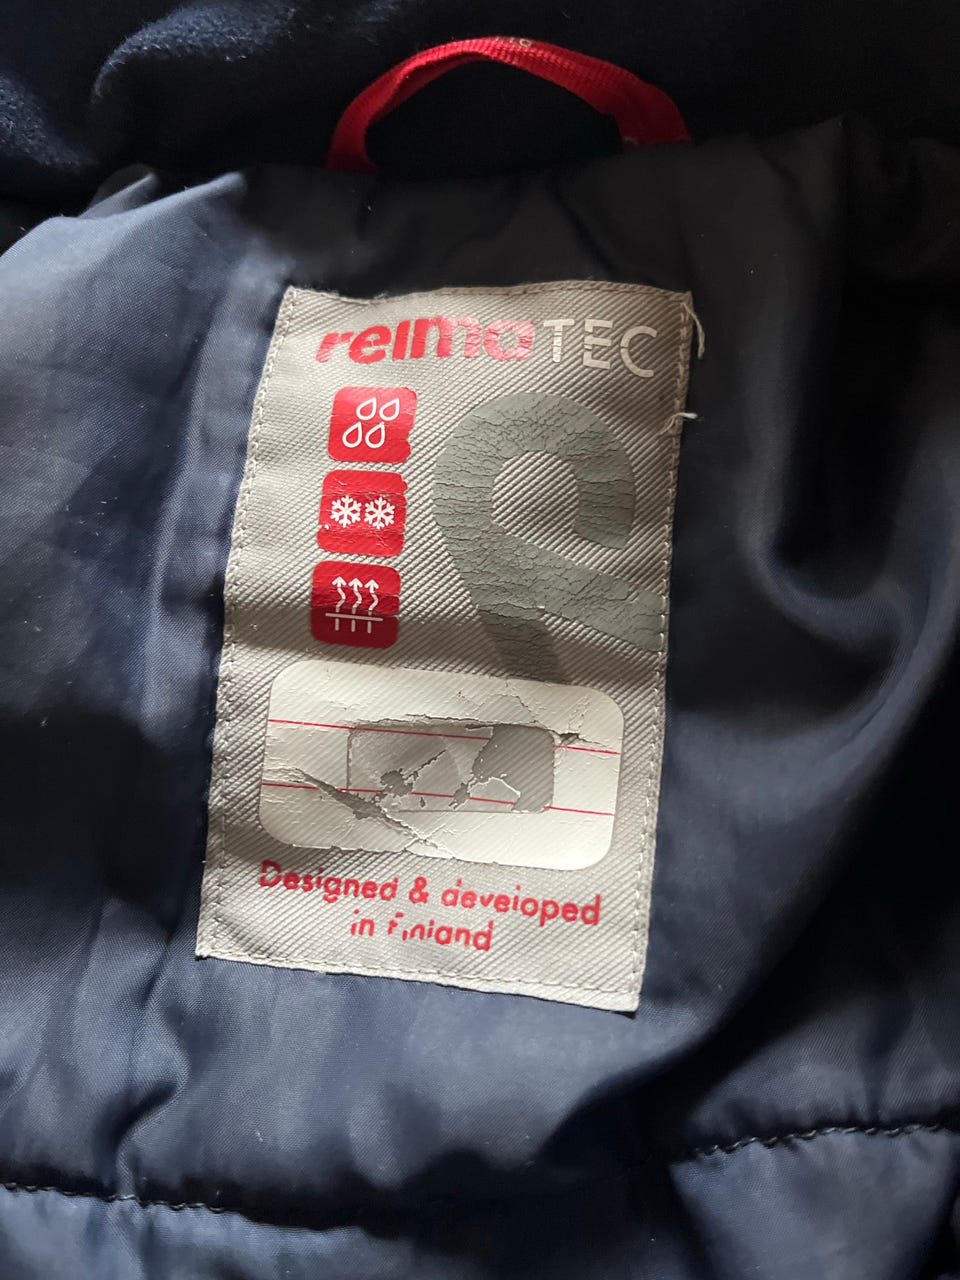 reimaTEC
Designed & developed
in Finland